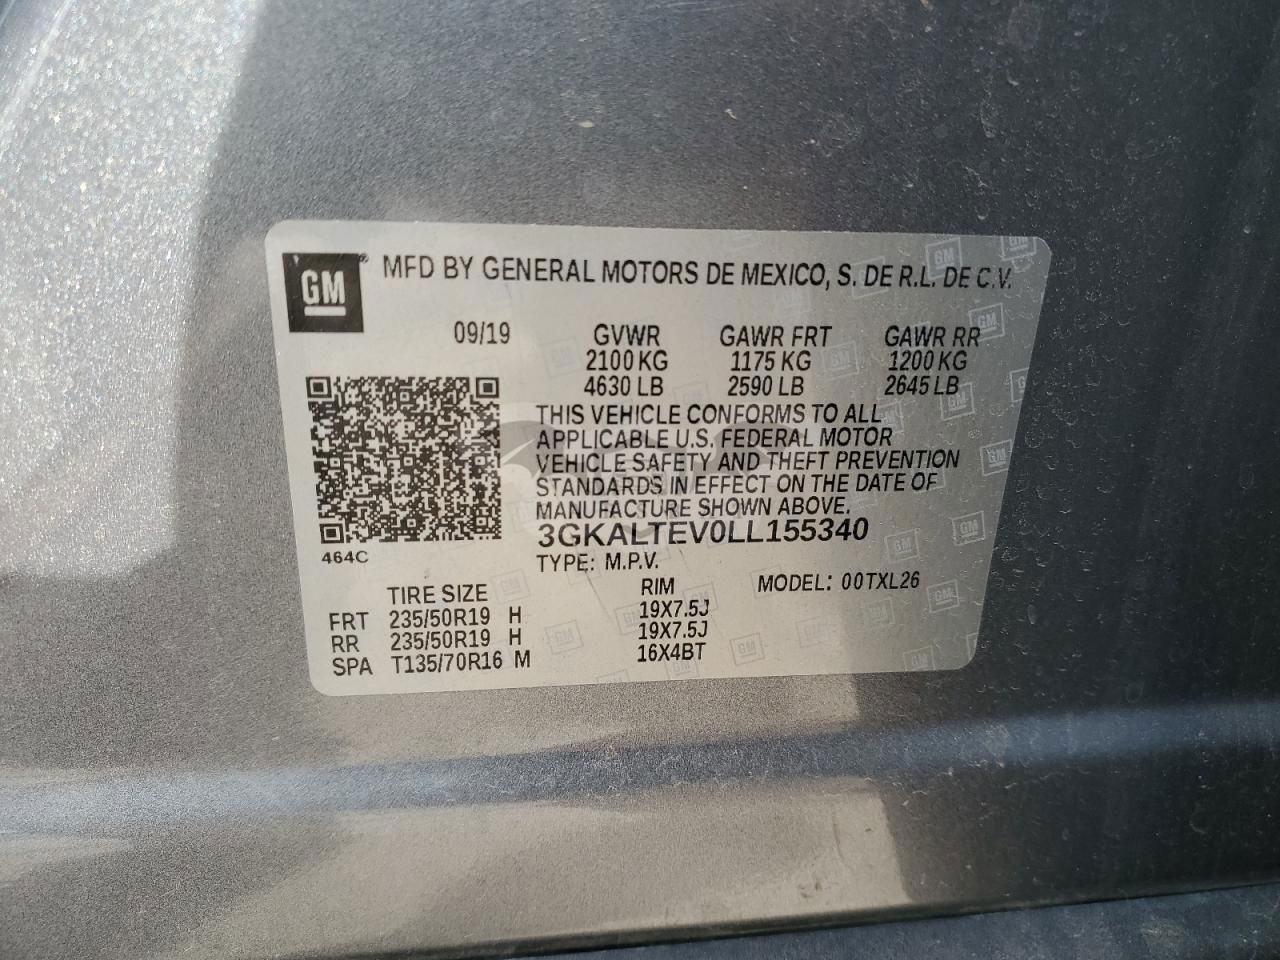 GM
MFD BY GENERAL MOTORS DE MEXICO, S. DE R.L. DE C.V.
09/19 GVWR GAWR FRT GAWR RR
2100 KG 1175 KG 1200 KG
4630 LB 2590 LB 2645 LB
THIS VEHICLE CONFORMS TO ALL
APPLICABLE U.S. FEDERAL MOTOR
VEHICLE SAFETY AND THEFT PREVENTION
STANDARDS IN EFFECT ON THE DATE OF
MANUFACTURE SHOWN ABOVE.
3GKALTEV0LL155340
464C
TYPE: M.P.V.
TIRE SIZE RIM MODEL: 00TXL26
FRT 235/50R19 H 19X7.5J
RR 235/50R19 H 19X7.5J
SPA T135/70R16 M 16X4BT